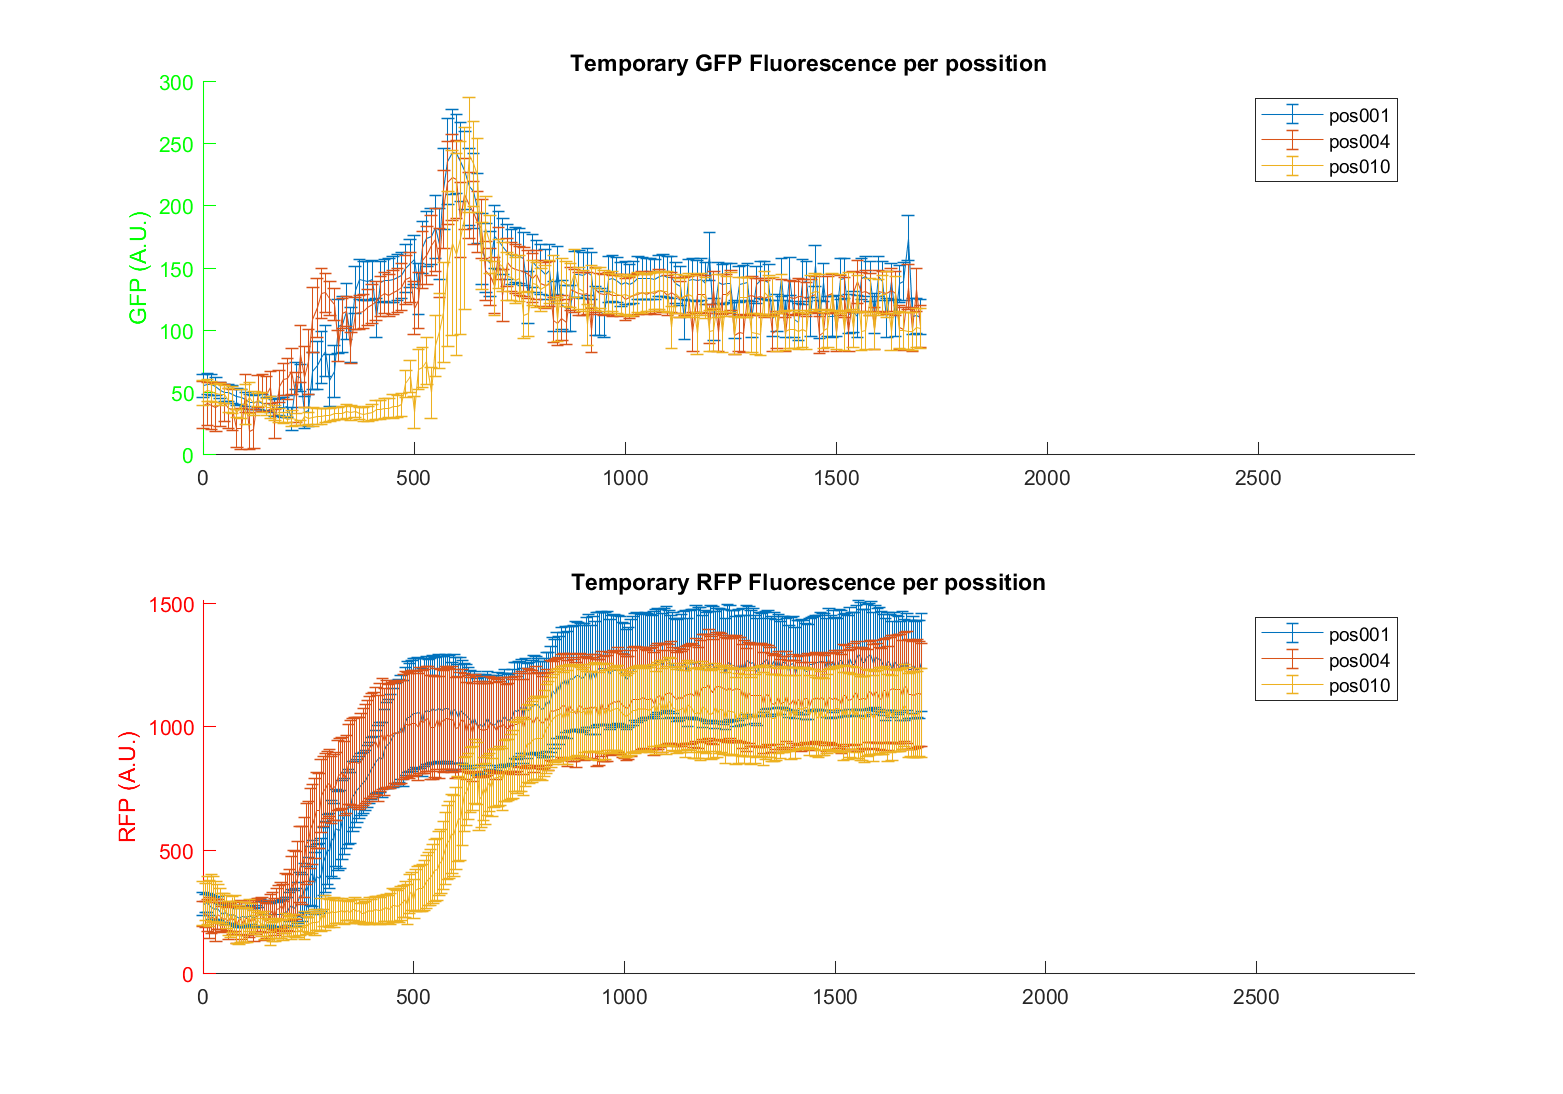 Temporary GFP Fluorescence per possition
300
250
200
150
100
50
0
GFP (A.U.)
0 500 1000 1500 2000 2500
pos001
pos004
pos010
Temporary RFP Fluorescence per possition
1500
1000
500
0
RFP (A.U.)
0 500 1000 1500 2000 2500
pos001
pos004
pos010